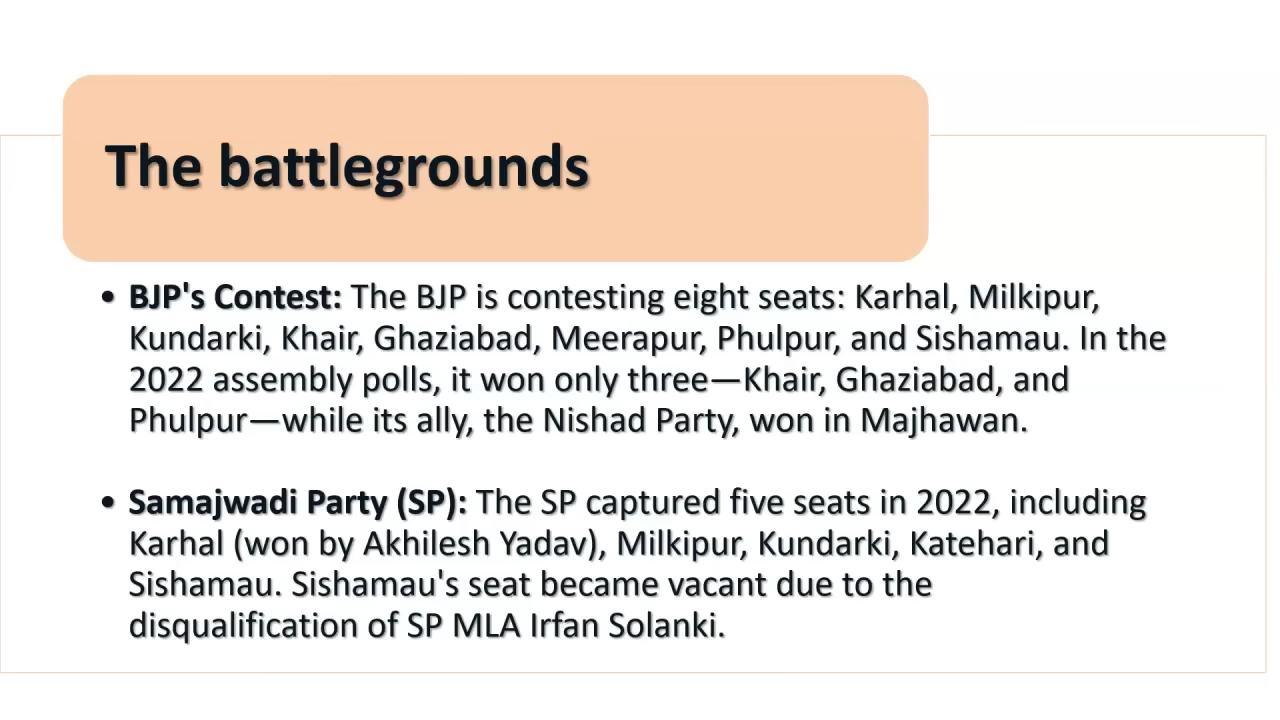 The battlegrounds
• BJP's Contest: The BJP is contesting eight seats: Karhal, Milkipur,
Kundarki, Khair, Ghaziabad, Meerapur, Phulpur, and Sishamau. In the
2022 assembly polls, it won only three—Khair, Ghaziabad, and
Phulpur—while its ally, the Nishad Party, won in Majhawan.
• Samajwadi Party (SP): The SP captured five seats in 2022, including
Karhal (won by Akhilesh Yadav), Milkipur, Kundarki, Katehari, and
Sishamau. Sishamau's seat became vacant due to the
disqualification of SP MLA Irfan Solanki.